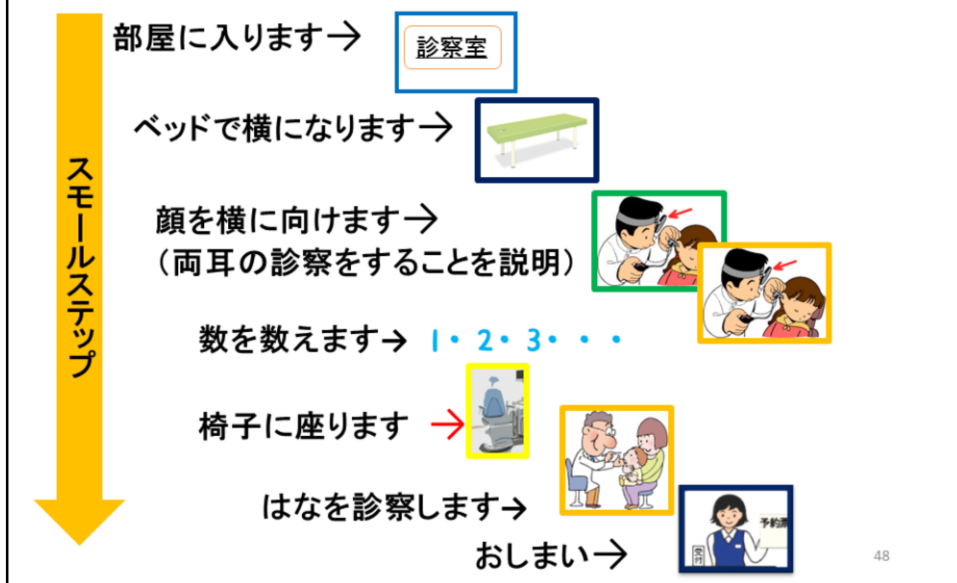 スモールステップ
部屋に入ります→
診察室
ベッドで横になります→
顔を横に向けます→
（両耳の診察をすることを説明）
数を数えます→ 1・2・3・・・
椅子に座ります →
はなを診察します→
おしまい→
予約票
受付
48